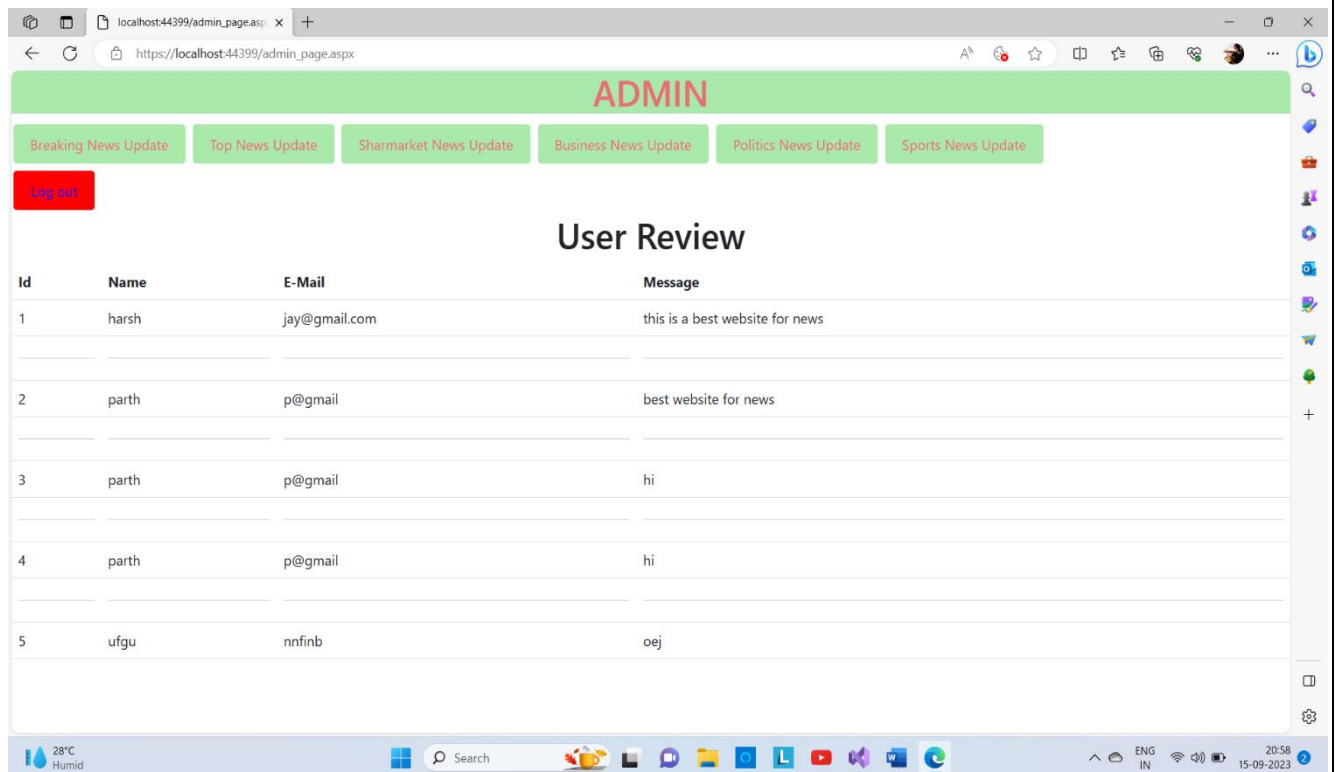 localhost:44399/admin_page.asp
https://localhost:44399/admin_page.aspx
ADMIN
Breaking News Update Top News Update Sharmarket News Update Business News Update Politics News Update Sports News Update
Log out
User Review
Id Name E-Mail Message
1 harsh jay@gmail.com this is a best website for news
2 parth p@gmail best website for news
3 parth p@gmail hi
4 parth p@gmail hi
5 ufgu nnfinb oej
28°C
Humid
Search
ENG
IN
20:58
15-09-2023
2